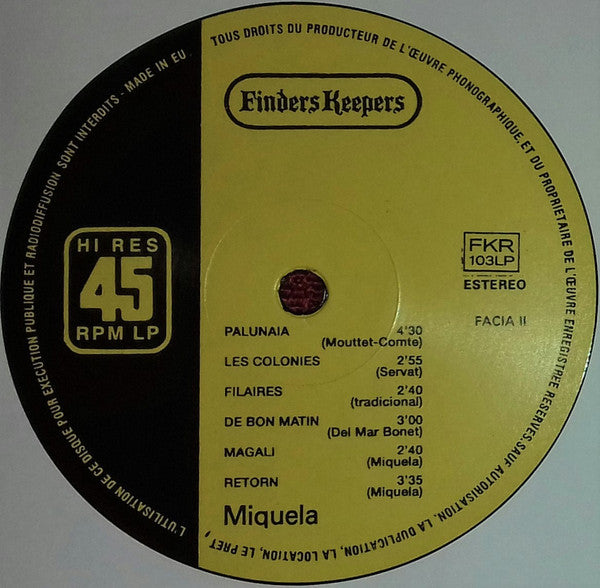 TOUS DROITS DU PRODUCTEUR DE L'ŒUVRE PHONOGRAPHIQUE, ET DU PROPRIETAIRE DE L'ŒUVRE ENREGISTREE RESERVES. SAUF AUTORISATION, LA DUPLICATION, LA LOCATION, LE PRET, L'UTILISATION DE CE DISQUE POUR EXECUTION PUBLIQUE ET RADIODIFFUSION SONT INTERDITS - MADE IN EU
Finders Keepers
HI RES
45
RPM LP
FKR
103LP
ESTEREO
FACIA II
PALUNAIA 4'30
(Mouttet-Comte)
LES COLONIES 2'55
(Servat)
FILAIRES 2'40
(tradicional)
DE BON MATIN 3'00
(Del Mar Bonet)
MAGALI 2'40
(Miquela)
RETORN 3'35
(Miquela)
Miquela